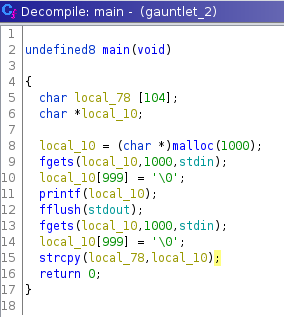 Decompile: main - (gauntlet_2)
1
2 undefined8 main(void)
3
4 {
5 char local_78 [104];
6 char *local_10;
7
8 local_10 = (char *)malloc(1000);
9 fgets(local_10,1000,stdin);
10 local_10[999] = '\0';
11 printf(local_10);
12 fflush(stdout);
13 fgets(local_10,1000,stdin);
14 local_10[999] = '\0';
15 strcpy(local_78,local_10);
16 return 0;
17 }
18